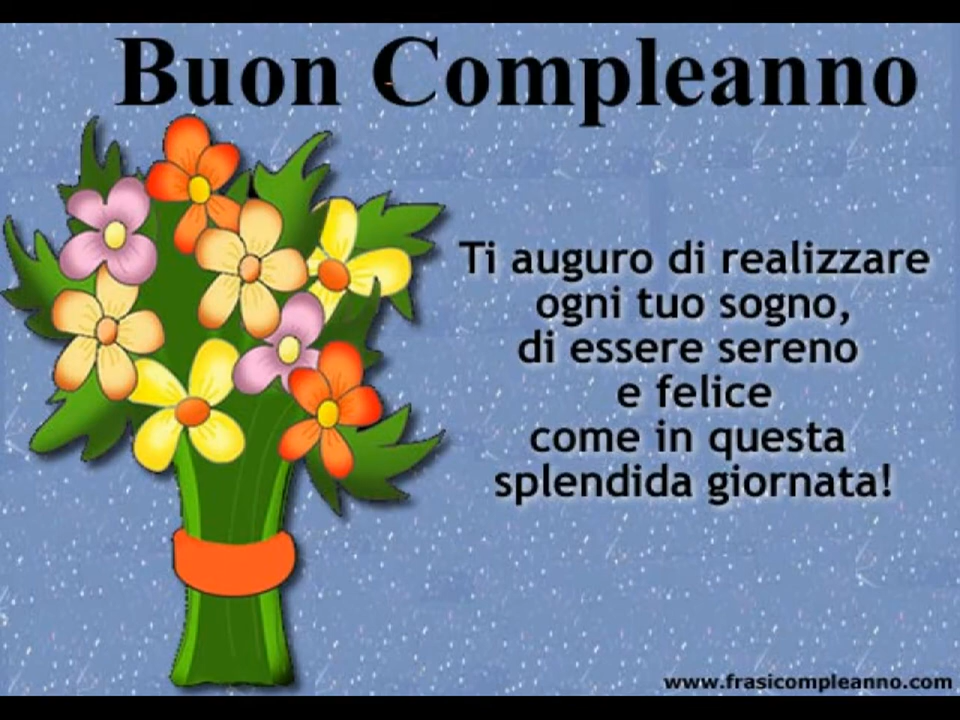 Buon Compleanno
Ti auguro di realizzare
ogni tuo sogno,
di essere sereno
e felice
come in questa
splendida giornata!
www.frasicompleanno.com